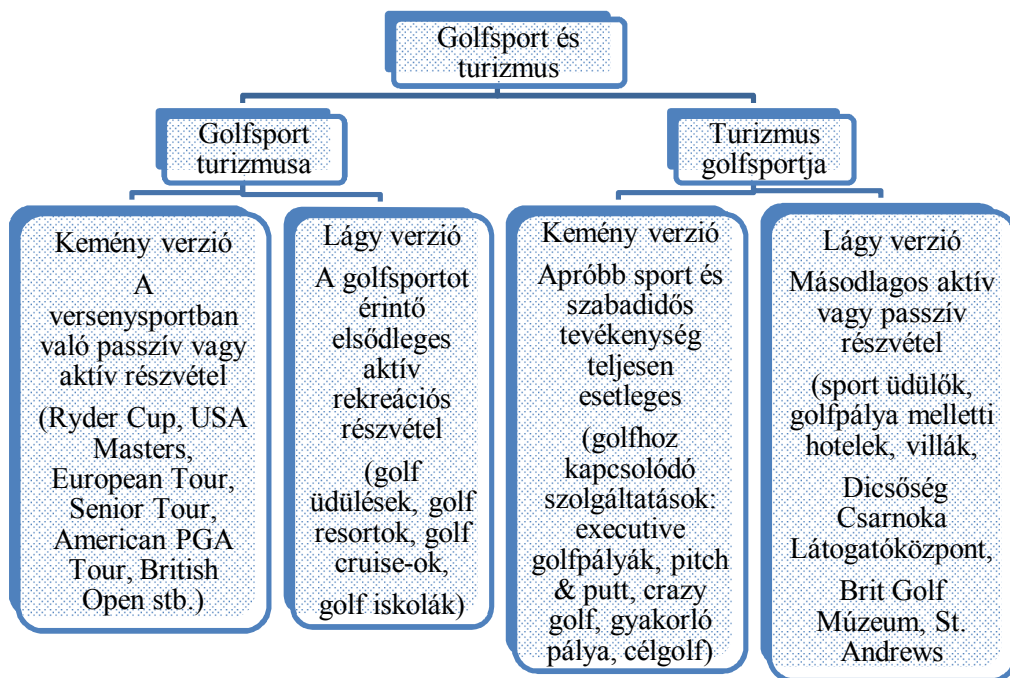 Golfsport és
turizmus
Golfsport
turizmusa
Turizmus
golfsportja
Kemény verzió
A
versenysportban
való passzív vagy
aktív részvétel
(Ryder Cup, USA
Masters,
European Tour,
Senior Tour,
American PGA
Tour, British
Open stb.)
Lágy verzió
A golfsportot
érintő
elsődleges
aktív
rekreációs
részvétel
(golf
üdülések, golf
resortok, golf
cruise-ok,
golf iskolák)
Kemény verzió
Apróbb sport és
szabadidős
tevékenység
teljesen
esetleges
(golfhoz
kapcsolódó
szolgáltatások:
executive
golfpályák, pitch
& putt, crazy
golf, gyakorló
pálya, célgolf)
Lágy verzió
Másodlagos aktív
vagy passzív
részvétel
(sport üdülők,
golfpálya melletti
hotelek, villák,
Dicsőség
Csarnoka
Látogatóközpont,
Brit Golf
Múzeum, St.
Andrews